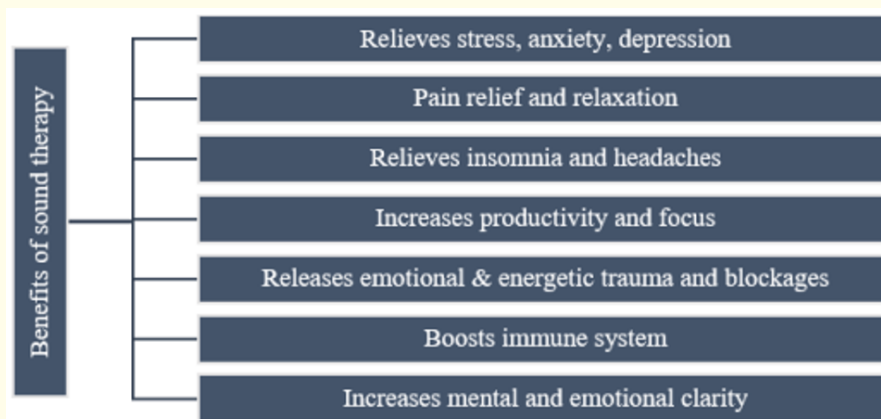 Benefits of sound therapy
Relieves stress, anxiety, depression
Pain relief and relaxation
Relieves insomnia and headaches
Increases productivity and focus
Releases emotional & energetic trauma and blockages
Boosts immune system
Increases mental and emotional clarity